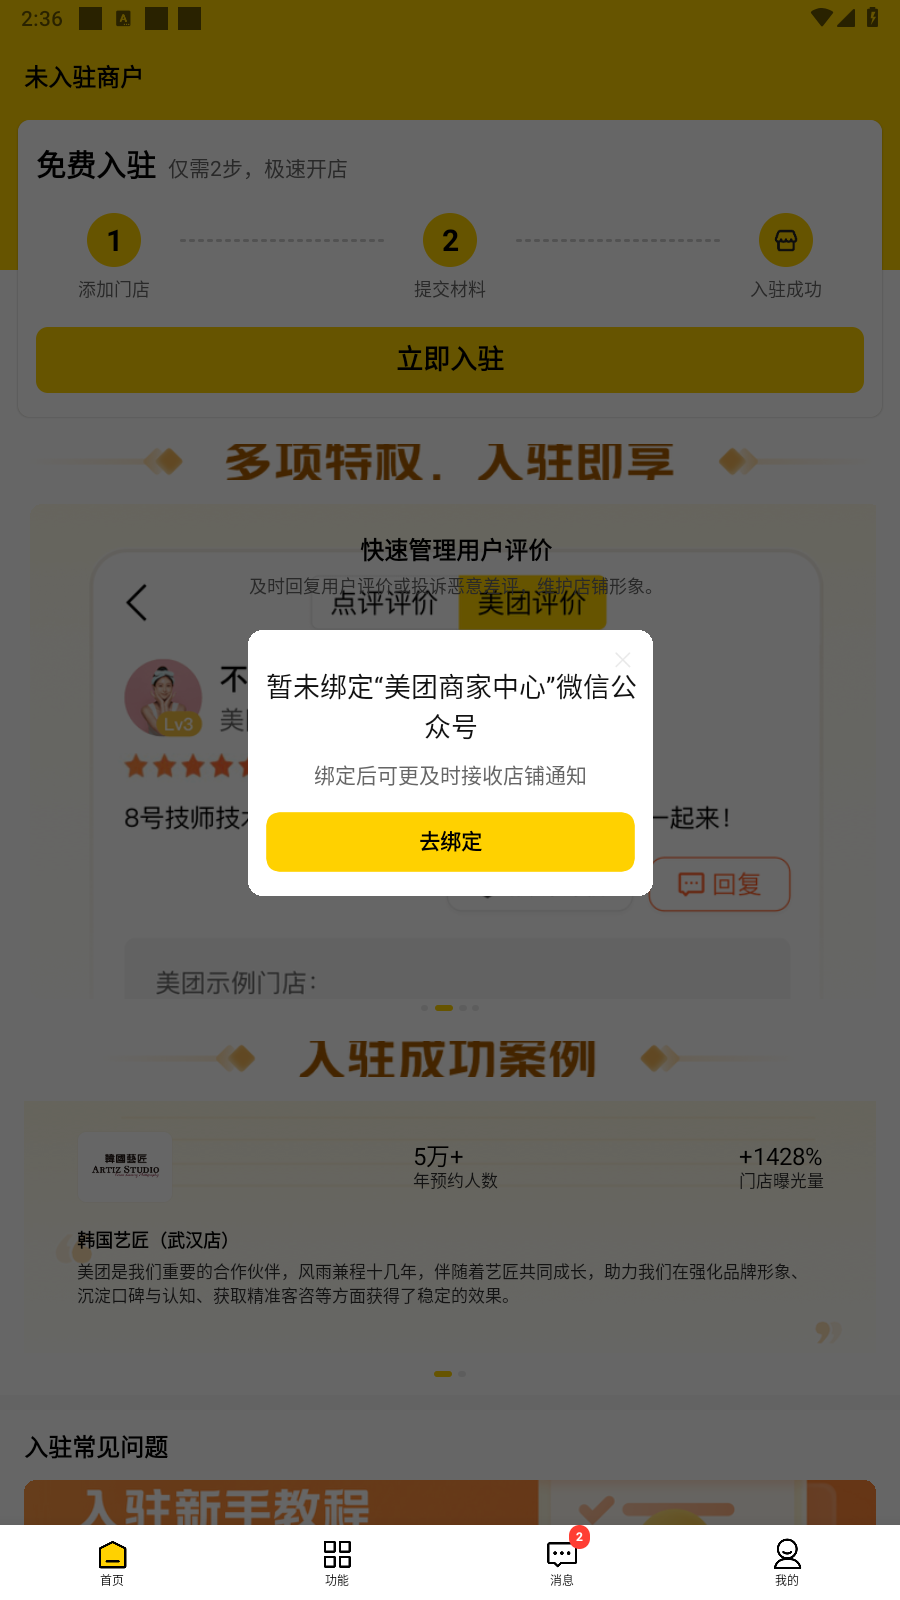 2:36
未入驻商户
免费入驻 仅需2步，极速开店
1
2
添加门店
提交材料
入驻成功
立即入驻
多项特权，入驻即享
快速管理用户评价
及时回复用户评价或投诉恶意差评，维护店铺形象。
点评评价 美团评价
不
Lv3
美团
暂未绑定“美团商家中心”微信公
众号
绑定后可更及时接收店铺通知
去绑定
8号技师技术
一起来！
回复
美团示例门店：
入驻成功案例
韓國藝匠
ARTIZ STUDIO
5万+
年预约人数
+1428%
门店曝光量
韩国艺匠（武汉店）
美团是我们重要的合作伙伴，风雨兼程十几年，伴随着艺匠共同成长，助力我们在强化品牌形象、
沉淀口碑与认知、获取精准客咨等方面获得了稳定的效果。
入驻常见问题
入驻新手教程
2
首页
功能
消息
我的